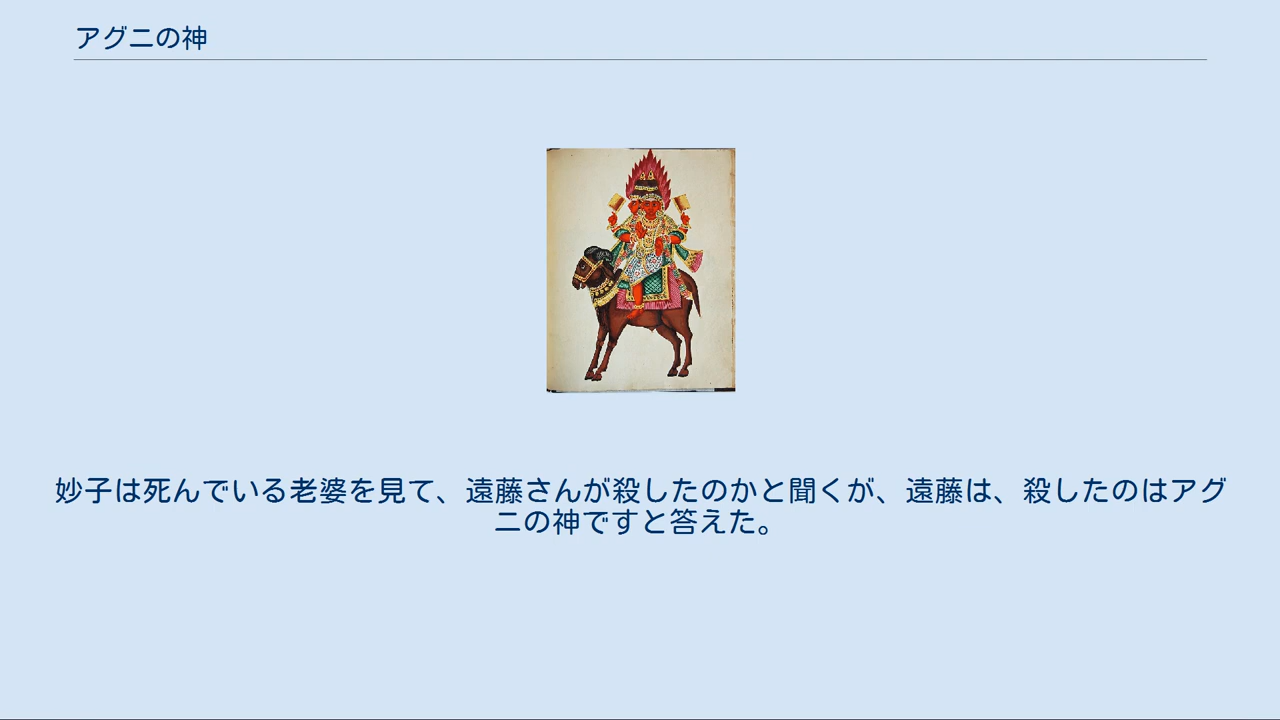 アグニの神
妙子は死んでいる老婆を見て、遠藤さんが殺したのかと聞くが、遠藤は、殺したのはアグ
ニの神ですと答えた。